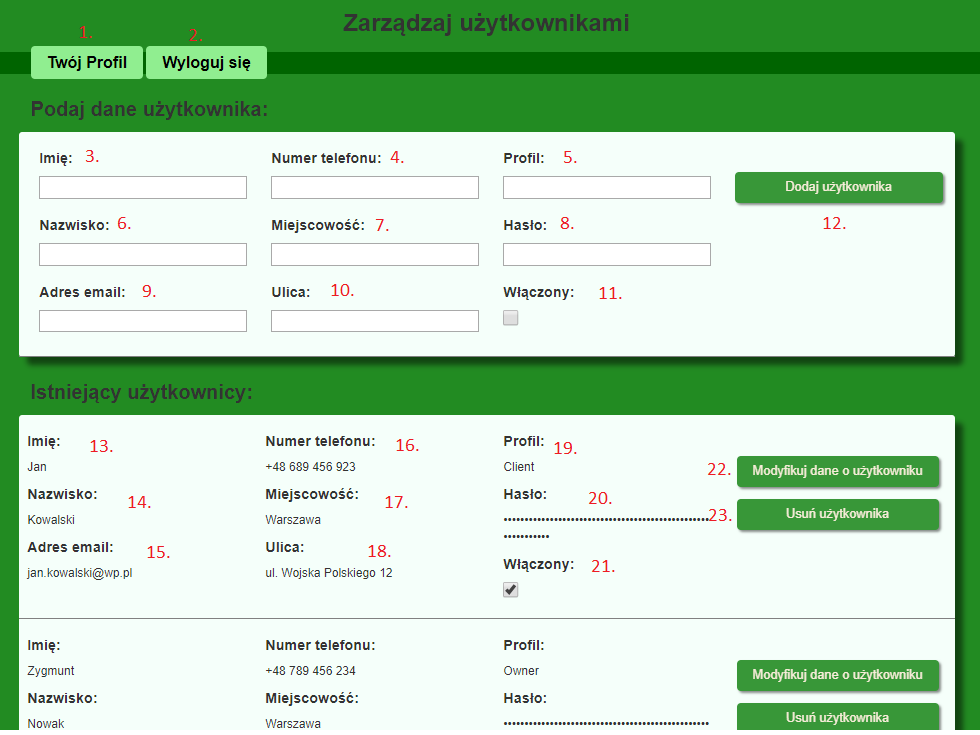 Zarządzaj użytkownikami
1. 2.
Twój Profil Wyloguj się
Podaj dane użytkownika:
Imię: 3. Numer telefonu: 4. Profil: 5.
Dodaj użytkownika
Nazwisko: 6. Miejscowość: 7. Hasło: 8. 12.
Adres email: 9. Ulica: 10. Włączony: 11.
Istniejący użytkownicy:
Imię: 13. Numer telefonu: 16. Profil: 19.
Jan +48 689 456 923 Client 22. Modyfikuj dane o użytkowniku
Nazwisko: 14. Miejscowość: 17. Hasło: 20.
Kowalski Warszawa •••••••••••••••••••••••••••••••••••••••••••••••• 23. Usuń użytkownika
•••••••••••
Adres email: 15. Ulica: 18.
jan.kowalski@wp.pl ul. Wojska Polskiego 12 Włączony: 21.
Imię: Numer telefonu: Profil:
Zygmunt +48 789 456 234 Owner Modyfikuj dane o użytkowniku
Nazwisko: Miejscowość: Hasło:
Nowak Warszawa •••••••••••••••••••••••••••••••••••••••••••••••• Usuń użytkownika